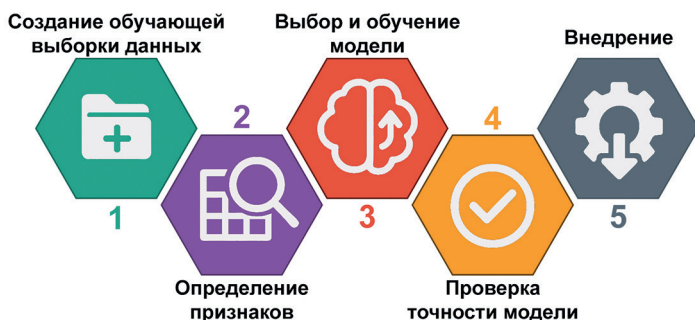 Создание обучающей
выборки данных
1
2
Определение
признаков
Выбор и обучение
модели
3
4
Проверка
точности модели
Внедрение
5